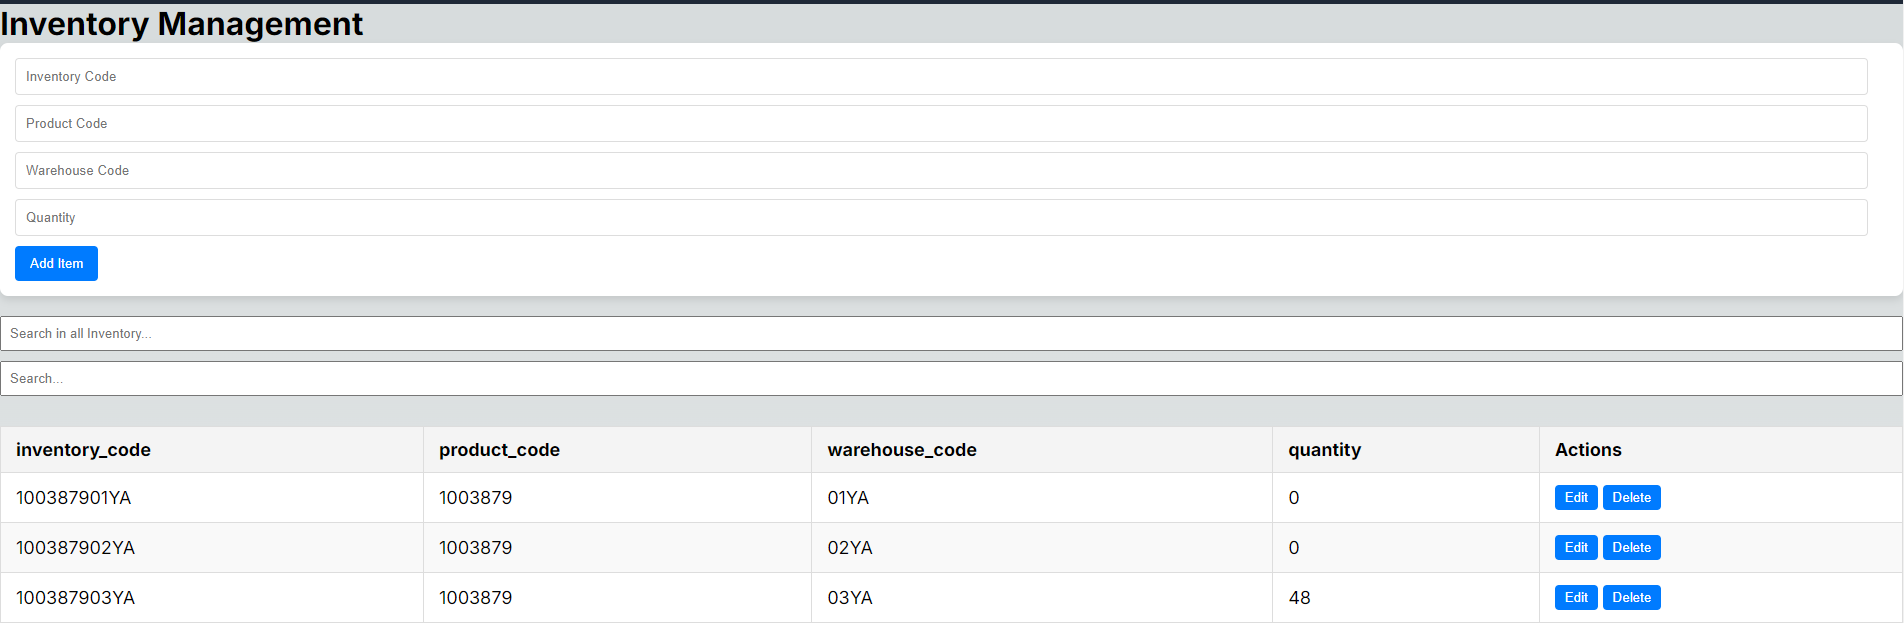 Inventory Management
Inventory Code
Product Code
Warehouse Code
Quantity
Add Item
Search in all Inventory...
Search...
inventory_code product_code warehouse_code quantity Actions
100387901YA 1003879 01YA 0 Edit Delete
100387902YA 1003879 02YA 0 Edit Delete
100387903YA 1003879 03YA 48 Edit Delete